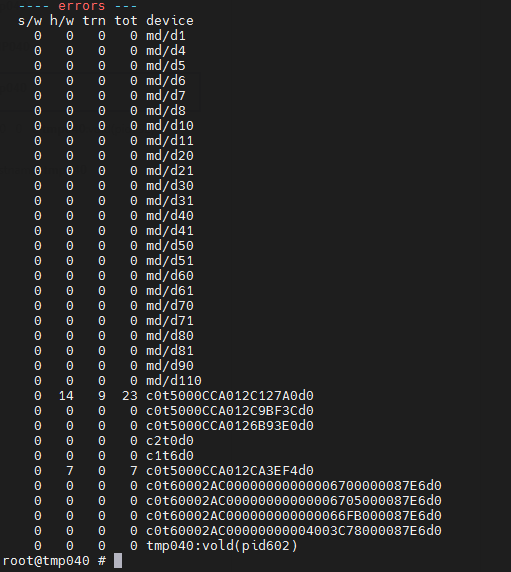 ---- errors ---
s/w h/w trn tot device
0 0 0 0 md/d1
0 0 0 0 md/d4
0 0 0 0 md/d5
0 0 0 0 md/d6
0 0 0 0 md/d7
0 0 0 0 md/d8
0 0 0 0 md/d10
0 0 0 0 md/d11
0 0 0 0 md/d20
0 0 0 0 md/d21
0 0 0 0 md/d30
0 0 0 0 md/d31
0 0 0 0 md/d40
0 0 0 0 md/d41
0 0 0 0 md/d50
0 0 0 0 md/d51
0 0 0 0 md/d60
0 0 0 0 md/d61
0 0 0 0 md/d70
0 0 0 0 md/d71
0 0 0 0 md/d80
0 0 0 0 md/d81
0 0 0 0 md/d90
0 0 0 0 md/d110
0 14 9 23 c0t5000CCA012C127A0d0
0 0 0 0 c0t5000CCA012C9BF3Cd0
0 0 0 0 c0t5000CCA0126B93E0d0
0 0 0 0 c2t0d0
0 0 0 0 c1t6d0
0 7 0 7 c0t5000CCA012CA3EF4d0
0 0 0 0 c0t60002AC00000000000006700000087E6d0
0 0 0 0 c0t60002AC00000000000006705000087E6d0
0 0 0 0 c0t60002AC000000000000066FB000087E6d0
0 0 0 0 c0t60002AC00000000004003C78000087E6d0
0 0 0 0 tmp040:vold(pid602)
root@tmp040 #